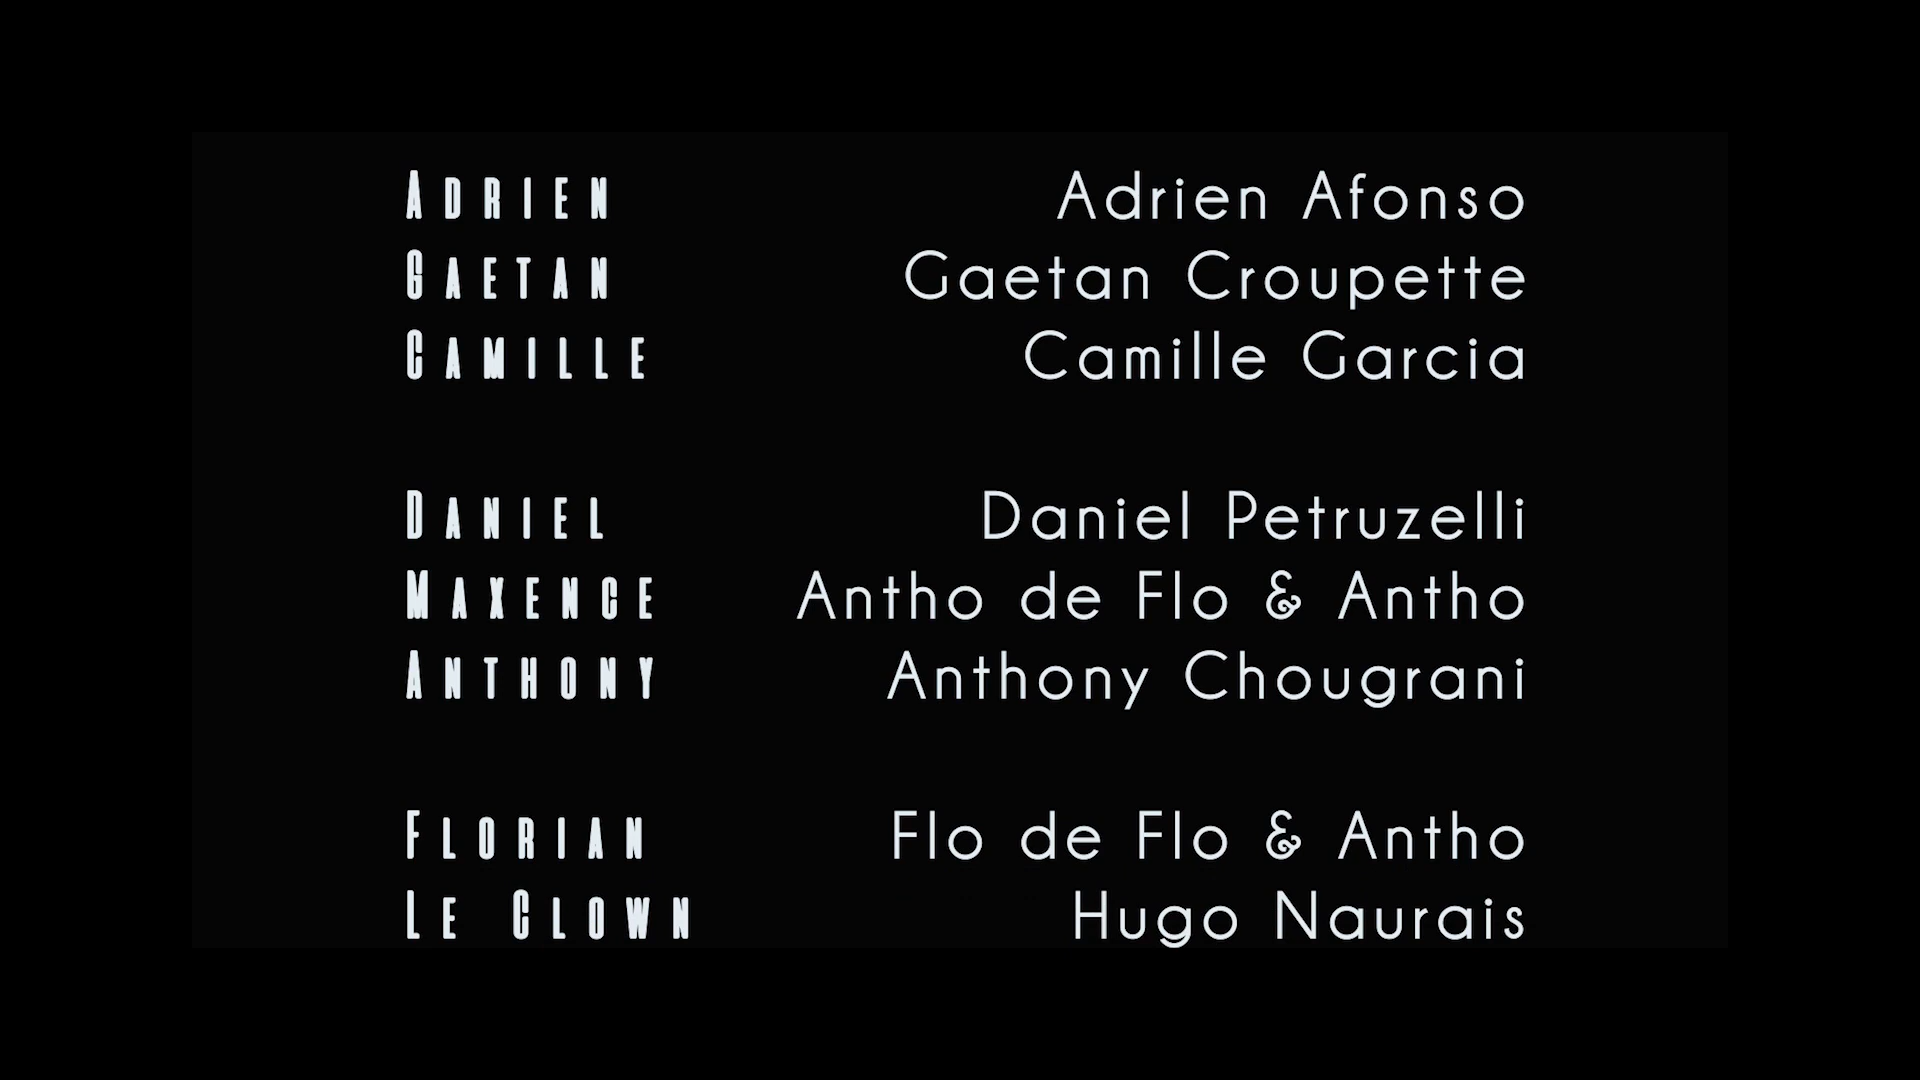 Adrien Adrien Afonso
Gaetan Gaetan Croupette
Camille Camille Garcia
Daniel Daniel Petruzelli
Maxence Antho de Flo & Antho
Anthony Anthony Chougrani
Florian Flo de Flo & Antho
Le Clown Hugo Naurais